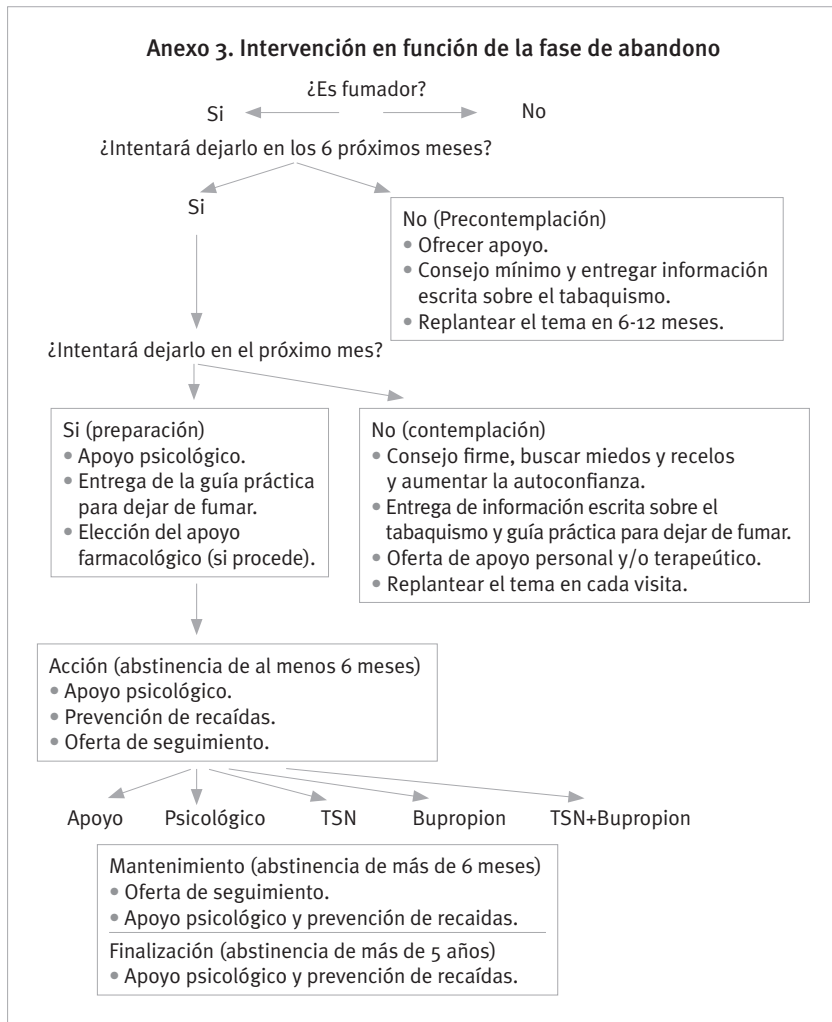 Anexo 3. Intervención en función de la fase de abandono
¿Es fumador?
Si
No
¿Intentará dejarlo en los 6 próximos meses?
Si
No (Precontemplación)
• Ofrecer apoyo.
• Consejo mínimo y entregar información
escrita sobre el tabaquismo.
• Replantear el tema en 6-12 meses.
¿Intentará dejarlo en el próximo mes?
Si (preparación)
• Apoyo psicológico.
• Entrega de la guía práctica
para dejar de fumar.
• Elección del apoyo
farmacológico (si procede).
No (contemplación)
• Consejo firme, buscar miedos y recelos
y aumentar la autoconfianza.
• Entrega de información escrita sobre el
tabaquismo y guía práctica para dejar de fumar.
• Oferta de apoyo personal y/o terapeútico.
• Replantear el tema en cada visita.
Acción (abstinencia de al menos 6 meses)
• Apoyo psicológico.
• Prevención de recaídas.
• Oferta de seguimiento.
Apoyo Psicológico TSN Bupropion TSN+Bupropion
Mantenimiento (abstinencia de más de 6 meses)
• Oferta de seguimiento.
• Apoyo psicológico y prevención de recaidas.
Finalización (abstinencia de más de 5 años)
• Apoyo psicológico y prevención de recaídas.